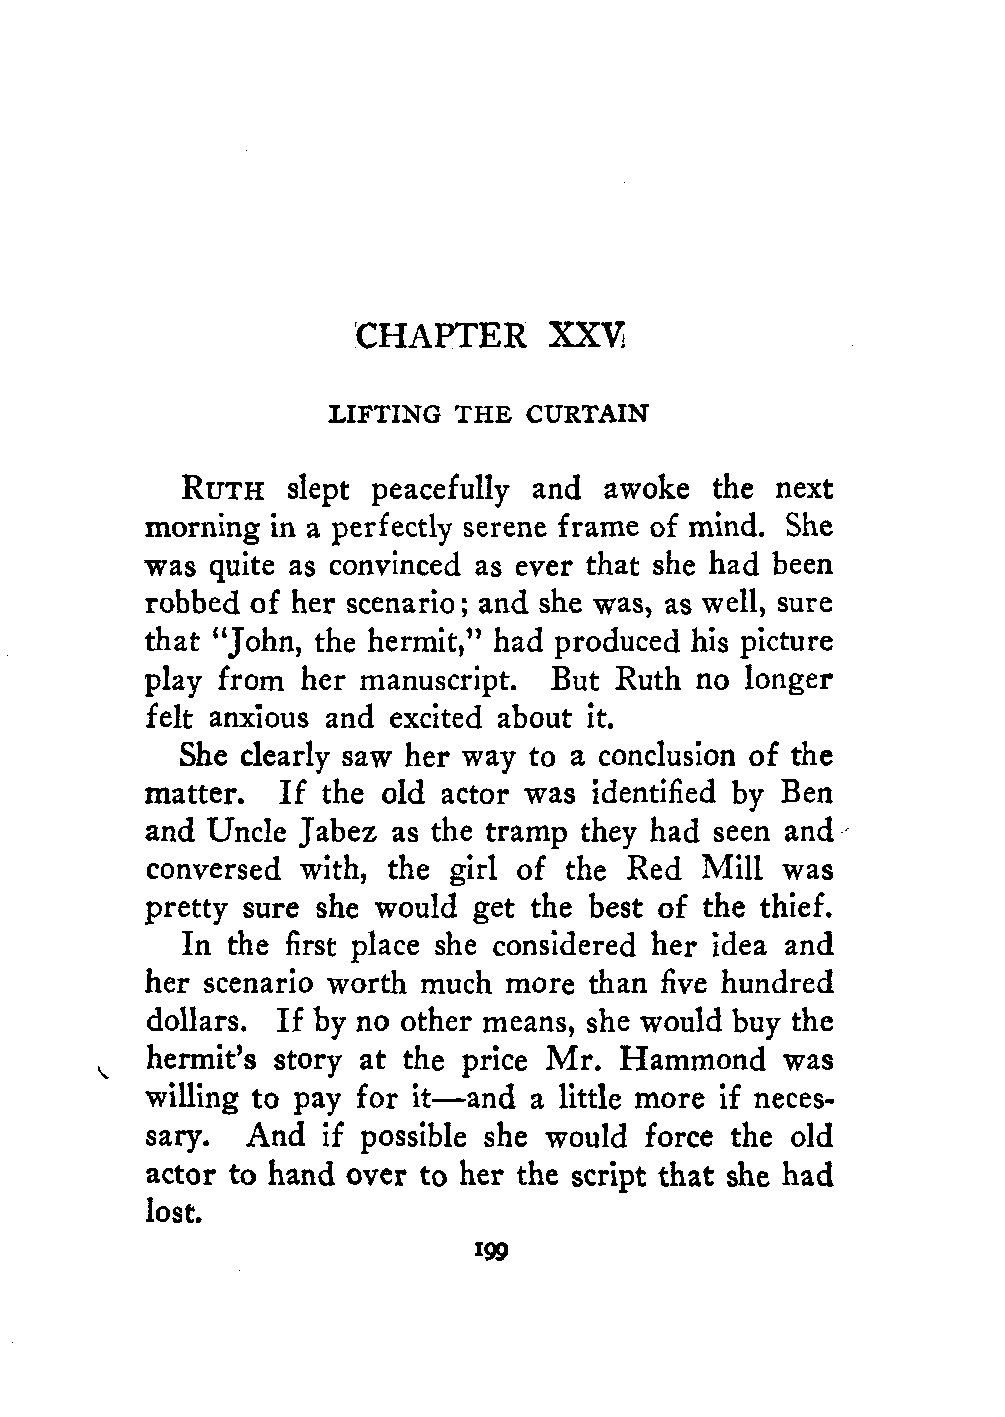 CHAPTER XXV
LIFTING THE CURTAIN
RUTH slept peacefully and awoke the next
morning in a perfectly serene frame of mind. She
was quite as convinced as ever that she had been
robbed of her scenario; and she was, as well, sure
that "John, the hermit," had produced his picture
play from her manuscript. But Ruth no longer
felt anxious and excited about it.
She clearly saw her way to a conclusion of the
matter. If the old actor was identified by Ben
and Uncle Jabez as the tramp they had seen and
conversed with, the girl of the Red Mill was
pretty sure she would get the best of the thief.
In the first place she considered her idea and
her scenario worth much more than five hundred
dollars. If by no other means, she would buy the
hermit's story at the price Mr. Hammond was
willing to pay for it—and a little more if neces-
sary. And if possible she would force the old
actor to hand over to her the script that she had
lost.
199